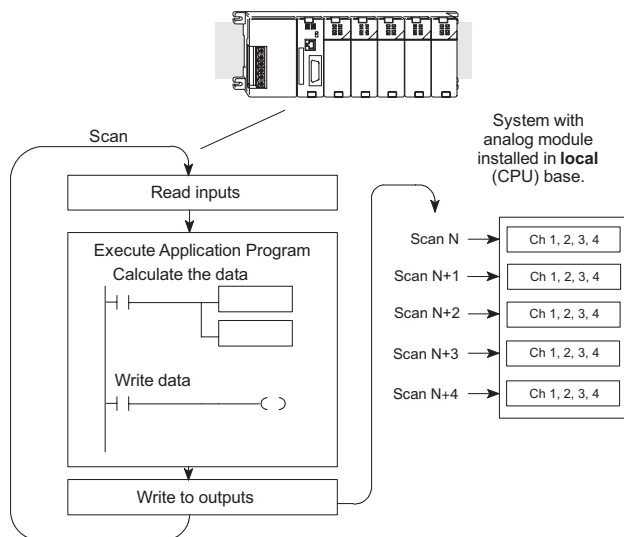 System with
analog module
installed in local
(CPU) base.
Scan
Read inputs
Execute Application Program
Calculate the data
Write data
Write to outputs
Scan N
Ch 1, 2, 3, 4
Scan N+1
Ch 1, 2, 3, 4
Scan N+2
Ch 1, 2, 3, 4
Scan N+3
Ch 1, 2, 3, 4
Scan N+4
Ch 1, 2, 3, 4